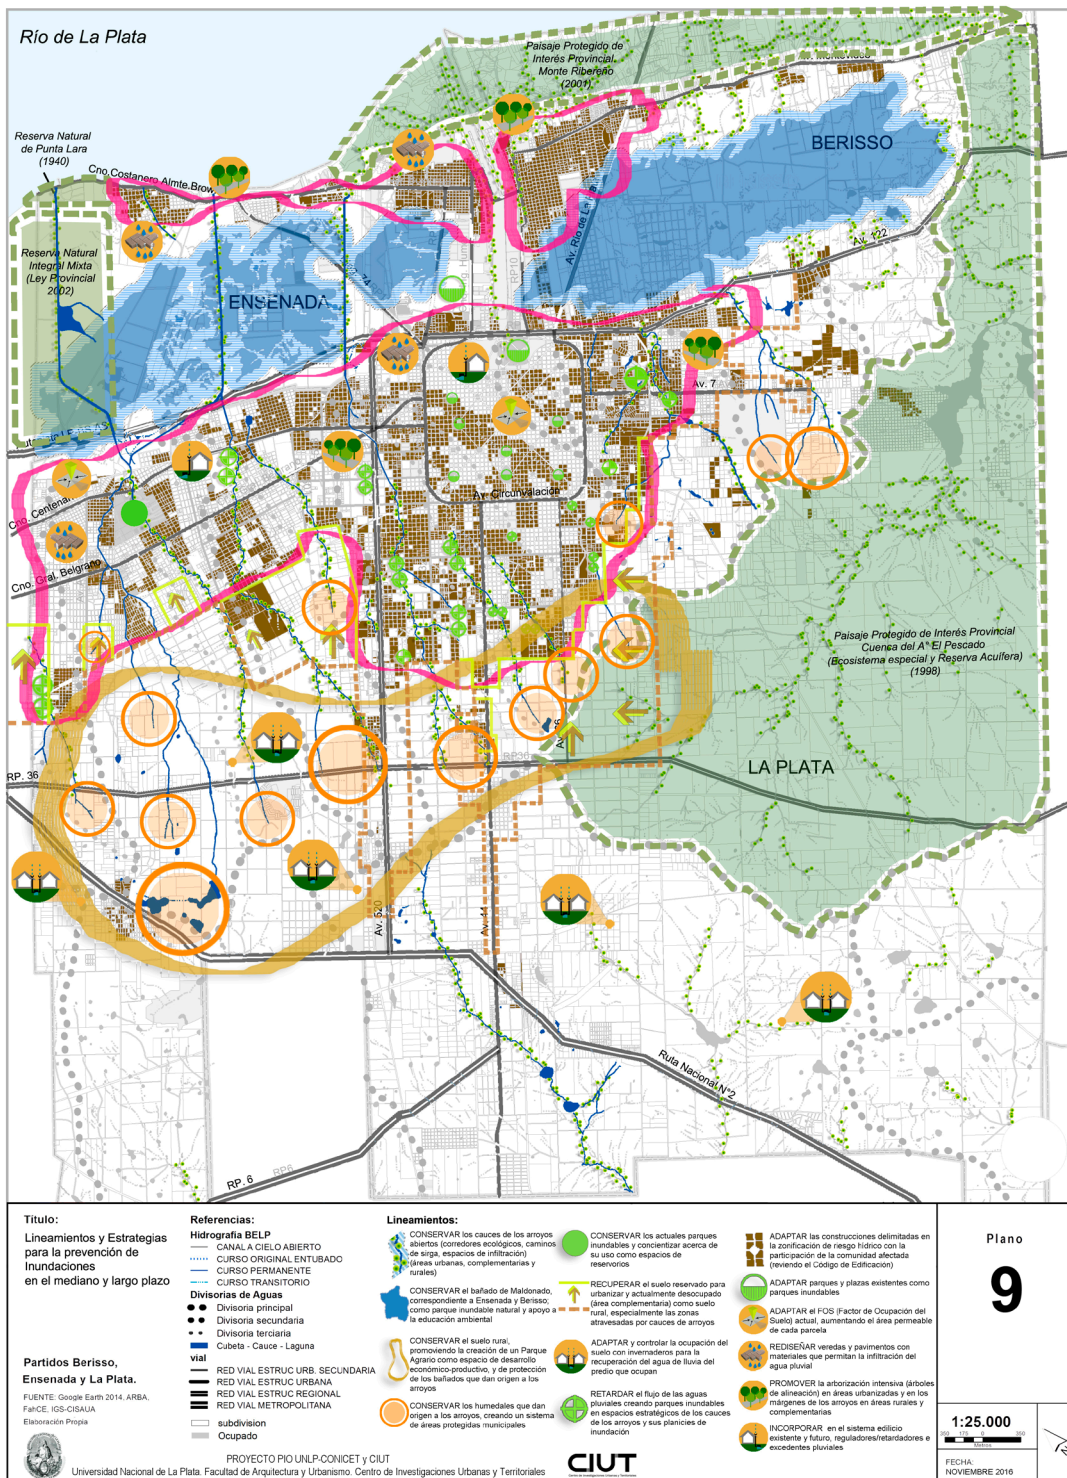 Río de La Plata
Paisaje Protegido de
Interés Provincial
Monte Ribereño
(2001)
Reserva Natural
de Punta Lara
(1940)
Cno.Costanero Almte.Brow
BERISSO
Av. Río de La
Av. 122
Reserva Natural
Integral Mixta
(Ley Provincial
2002)
ENSENADA
RP10
Av. 7
Av. Circunvalación
Cno. Centenar
Cno. Gral. Belgrano
Paisaje Protegido de Interés Provincial
Cuenca del A° El Pescado
(Ecosistema especial y Reserva Acuífera)
(1998)
LA PLATA
RP. 36
RP36
Av. 520
Av. 44
Ruta Nacional N°2
RP. 6
RP6
Titulo:
Lineamientos y Estrategias
para la prevención de
Inundaciones
en el mediano y largo plazo
Partidos Berisso,
Ensenada y La Plata.
FUENTE: Google Earth 2014, ARBA,
FahCE, IGS-CISAUA
Elaboración Propia
Referencias:
Hidrografía BELP
CANAL A CIELO ABIERTO
CURSO ORIGINAL ENTUBADO
CURSO PERMANENTE
CURSO TRANSITORIO
Divisorias de Aguas
Divisoria principal
Divisoria secundaria
Divisoria terciaria
Cubeta - Cauce - Laguna
vial
RED VIAL ESTRUC URB. SECUNDARIA
RED VIAL ESTRUC URBANA
RED VIAL ESTRUC REGIONAL
RED VIAL METROPOLITANA
subdivision
Ocupado
Lineamientos:
CONSERVAR los cauces de los arroyos
abiertos (corredores ecológicos, caminos
de sirga, espacios de infiltración)
(áreas urbanas, complementarias y
rurales)
CONSERVAR el bañado de Maldonado,
correspondiente a Ensenada y Berisso,
como parque inundable natural y apoyo a
la educación ambiental
CONSERVAR el suelo rural,
promoviendo la creación de un Parque
Agrario como espacio de desarrollo
económico-productivo, y de protección
de los bañados que dan origen a los
arroyos
CONSERVAR los humedales que dan
origen a los arroyos, creando un sistema
de áreas protegidas municipales
CONSERVAR los actuales parques
inundables y concientizar acerca de
su uso como espacios de
reservorios
RECUPERAR el suelo reservado para
urbanizar y actualmente desocupado
(área complementaria) como suelo
rural, especialmente las zonas
atravesadas por cauces de arroyos
ADAPTAR y controlar la ocupación del
suelo con invernaderos para la
recuperación del agua de lluvia del
predio que ocupan
RETARDAR el flujo de las aguas
pluviales creando parques inundables
en espacios estratégicos de los cauces
de los arroyos y sus planicies de
inundación
ADAPTAR las construcciones delimitadas en
la zonificación de riesgo hídrico con la
participación de la comunidad afectada
(reviendo el Código de Edificación)
ADAPTAR parques y plazas existentes como
parques inundables
ADAPTAR el FOS (Factor de Ocupación del
Suelo) actual, aumentando el área permeable
de cada parcela
REDISEÑAR veredas y pavimentos con
materiales que permitan la infiltración del
agua pluvial
PROMOVER la arborización intensiva (árboles
de alineación) en áreas urbanizadas y en los
márgenes de los arroyos en áreas rurales y
complementarias
INCORPORAR en el sistema edilicio
existente y futuro, reguladores/retardadores e
excedentes pluviales
PROYECTO PIO UNLP-CONICET y CIUT
Universidad Nacional de La Plata. Facultad de Arquitectura y Urbanismo. Centro de Investigaciones Urbanas y Territoriales
CIUT
Plano
9
1:25.000
350 175 0 350
Metros
FECHA:
NOVIEMBRE 2016